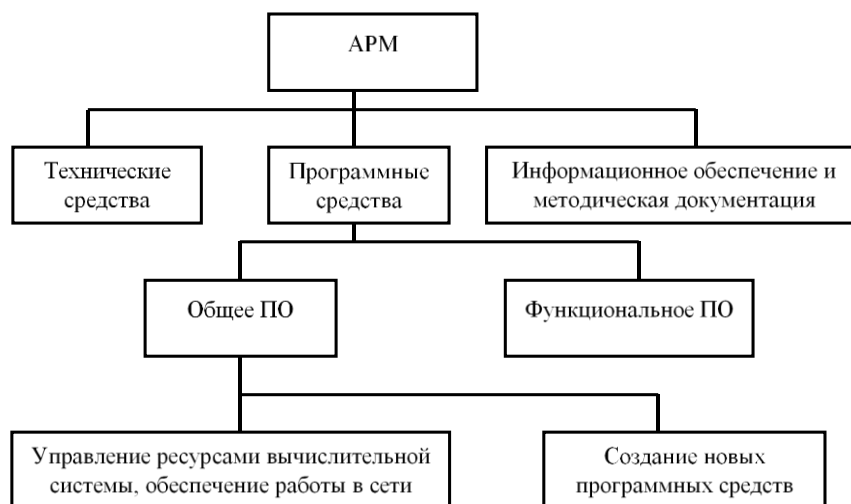 АРМ
Технические
средства
Программные
средства
Информационное обеспечение и
методическая документация
Общее ПО
Функциональное ПО
Управление ресурсами вычислительной
системы, обеспечение работы в сети
Создание новых
программных средств